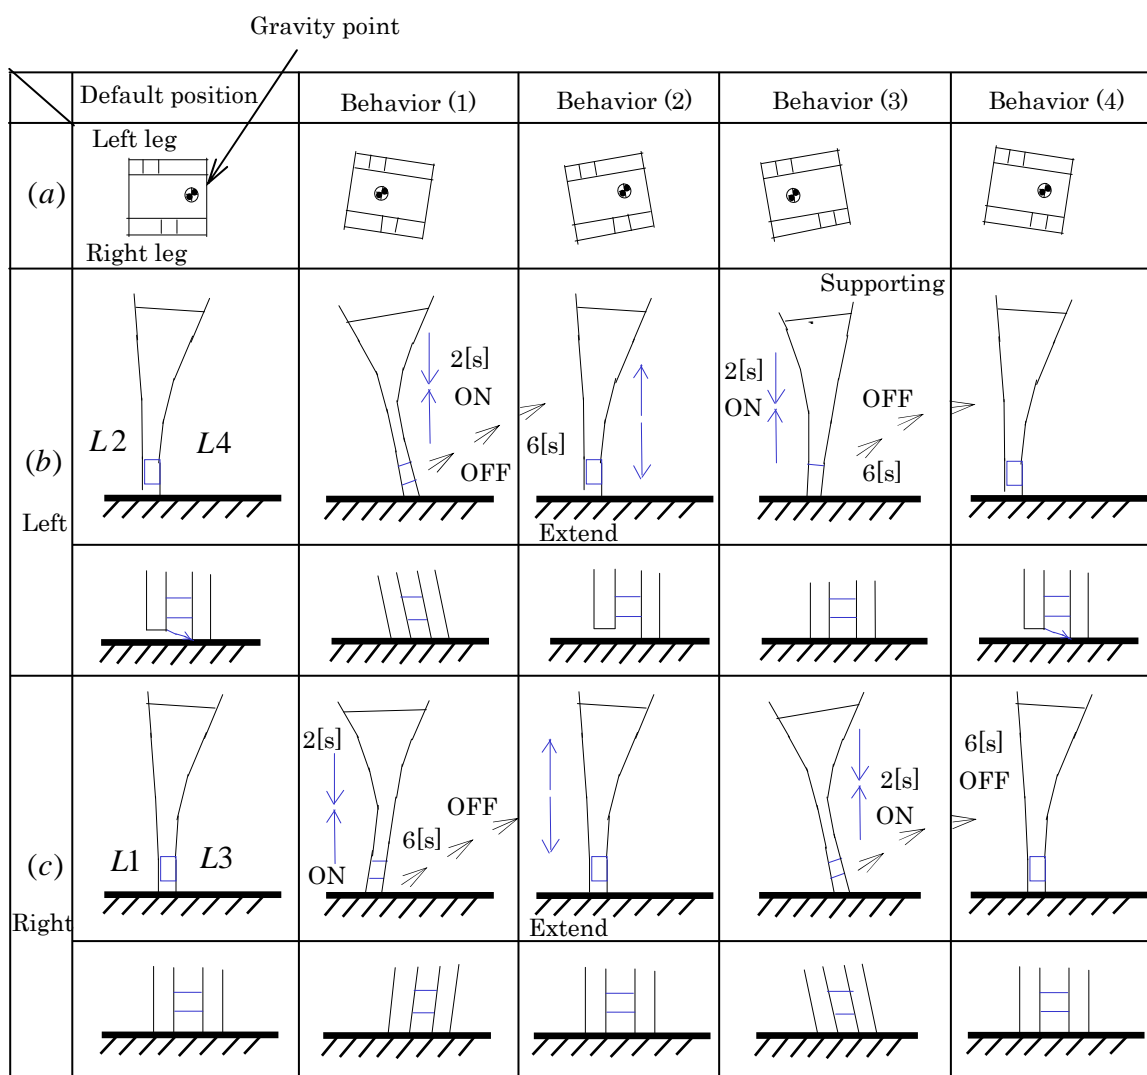 Gravity point
Default position
Behavior (1)
Behavior (2)
Behavior (3)
Behavior (4)
(a)
Left leg
Right leg
(b)
Left
L2
L4
2[s]
ON
OFF
6[s]
Extend
Supporting
2[s]
ON
OFF
6[s]
(c)
Right
L1
L3
2[s]
ON
OFF
6[s]
Extend
2[s]
ON
6[s]
OFF